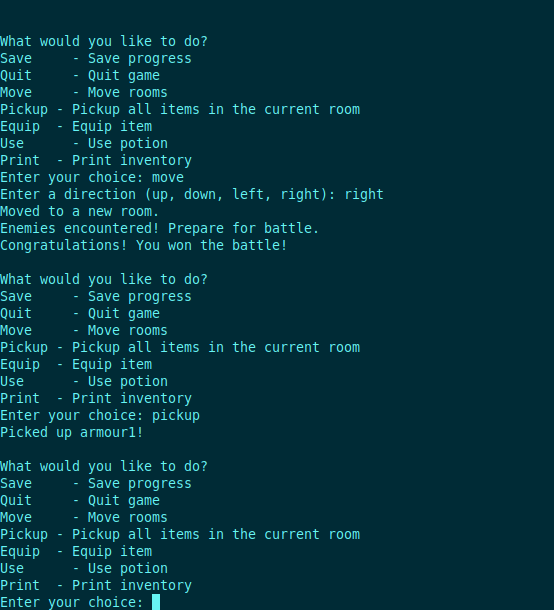 What would you like to do?
Save     - Save progress
Quit     - Quit game
Move     - Move rooms
Pickup - Pickup all items in the current room
Equip  - Equip item
Use      - Use potion
Print  - Print inventory
Enter your choice: move
Enter a direction (up, down, left, right): right
Moved to a new room.
Enemies encountered! Prepare for battle.
Congratulations! You won the battle!

What would you like to do?
Save     - Save progress
Quit     - Quit game
Move     - Move rooms
Pickup - Pickup all items in the current room
Equip  - Equip item
Use      - Use potion
Print  - Print inventory
Enter your choice: pickup
Picked up armour1!

What would you like to do?
Save     - Save progress
Quit     - Quit game
Move     - Move rooms
Pickup - Pickup all items in the current room
Equip  - Equip item
Use      - Use potion
Print  - Print inventory
Enter your choice: